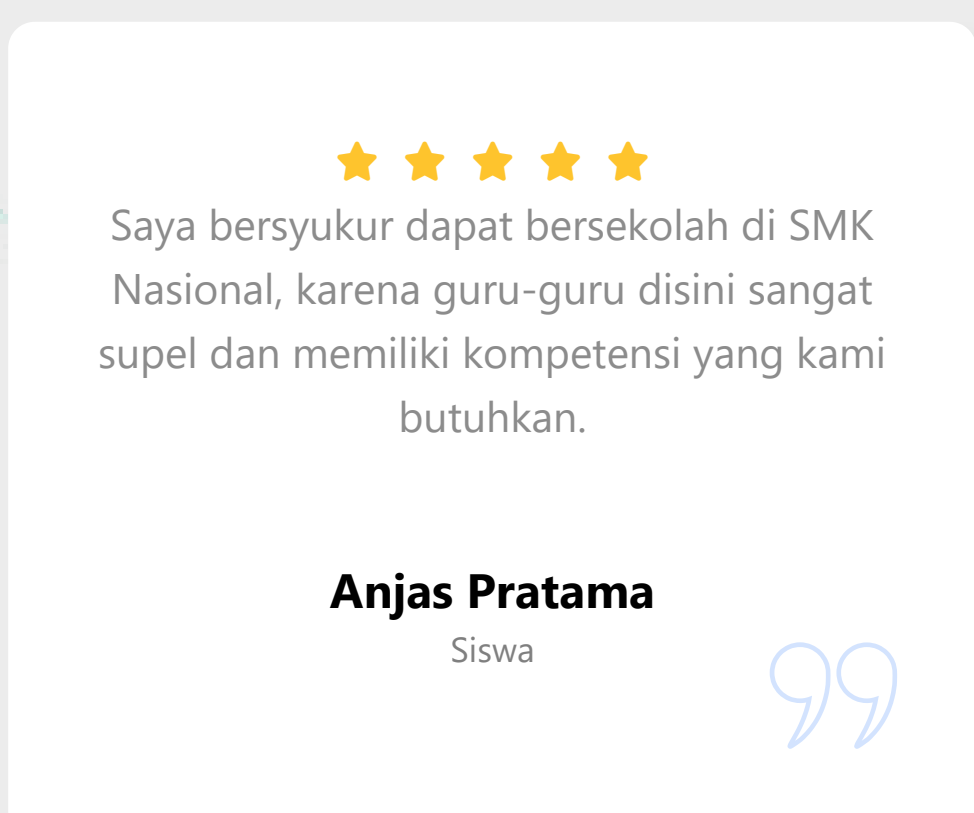 Saya bersyukur dapat bersekolah di SMK
Nasional, karena guru-guru disini sangat
supel dan memiliki kompetensi yang kami
butuhkan.
Anjas Pratama
Siswa